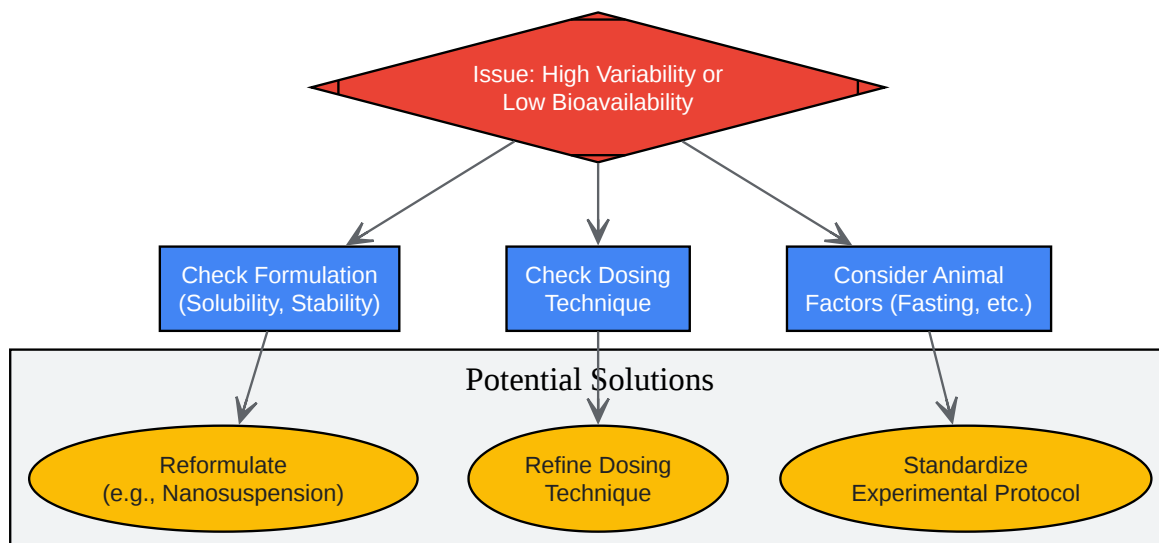 Issue: High Variability or
Low Bioavailability
Check Formulation
(Solubility, Stability)
Check Dosing
Technique
Consider Animal
Factors (Fasting, etc.)
Potential Solutions
Reformulate
(e.g., Nanosuspension)
Refine Dosing
Technique
Standardize
Experimental Protocol